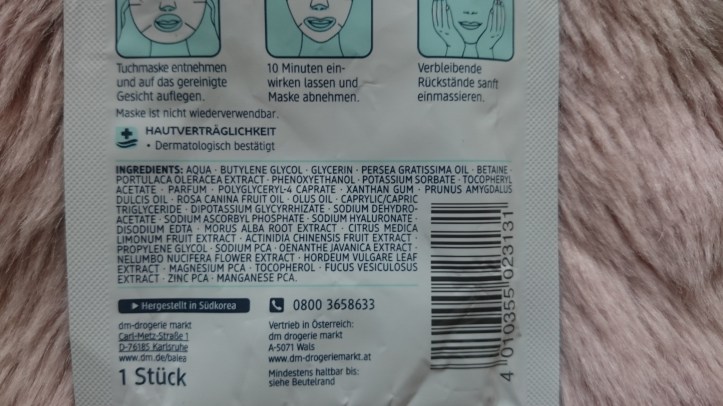 Tuchmaske entnehmen
und auf das gereinigte
Gesicht auflegen.
10 Minuten ein-
wirken lassen und
Maske abnehmen.
Verbleibende
Rückstände sanft
einmassieren.
Maske ist nicht wiederverwendbar.
HAUTVERTRÄGLICHKEIT
• Dermatologisch bestätigt
INGREDIENTS: AQUA · BUTYLENE GLYCOL · GLYCERIN · PERSEA GRATISSIMA OIL · BETAINE ·
PORTULACA OLERACEA EXTRACT · PHENOXYETHANOL · POTASSIUM SORBATE · TOCOPHERYL
ACETATE · PARFUM · POLYGLYCERYL-4 CAPRATE · XANTHAN GUM · PRUNUS AMYGDALUS
DULCIS OIL · ROSA CANINA FRUIT OIL · OLUS OIL · CAPRYLIC/CAPRIC
TRIGLYCERIDE · DIPOTASSIUM GLYCYRRHIZATE · SODIUM DEHYDRO-
ACETATE · SODIUM ASCORBYL PHOSPHATE · SODIUM HYALURONATE ·
DISODIUM EDTA · MORUS ALBA ROOT EXTRACT · CITRUS MEDICA
LIMONUM FRUIT EXTRACT · ACTINIDIA CHINENSIS FRUIT EXTRACT ·
PROPYLENE GLYCOL · SODIUM PCA · OENANTHE JAVANICA EXTRACT ·
NELUMBO NUCIFERA FLOWER EXTRACT · HORDEUM VULGARE LEAF
EXTRACT · MAGNESIUM PCA · TOCOPHEROL · FUCUS VESICULOSUS
EXTRACT · ZINC PCA · MANGANESE PCA.
▶ Hergestellt in Südkorea
0800 3658633
dm-drogerie markt
Carl-Metz-Straße 1
D-76185 Karlsruhe
www.dm.de/balea
1 Stück
Vertrieb in Österreich:
dm drogerie markt
A-5071 Wals
www.dm-drogeriemarkt.at
Mindestens haltbar bis:
siehe Beutelrand
4 010355 023131